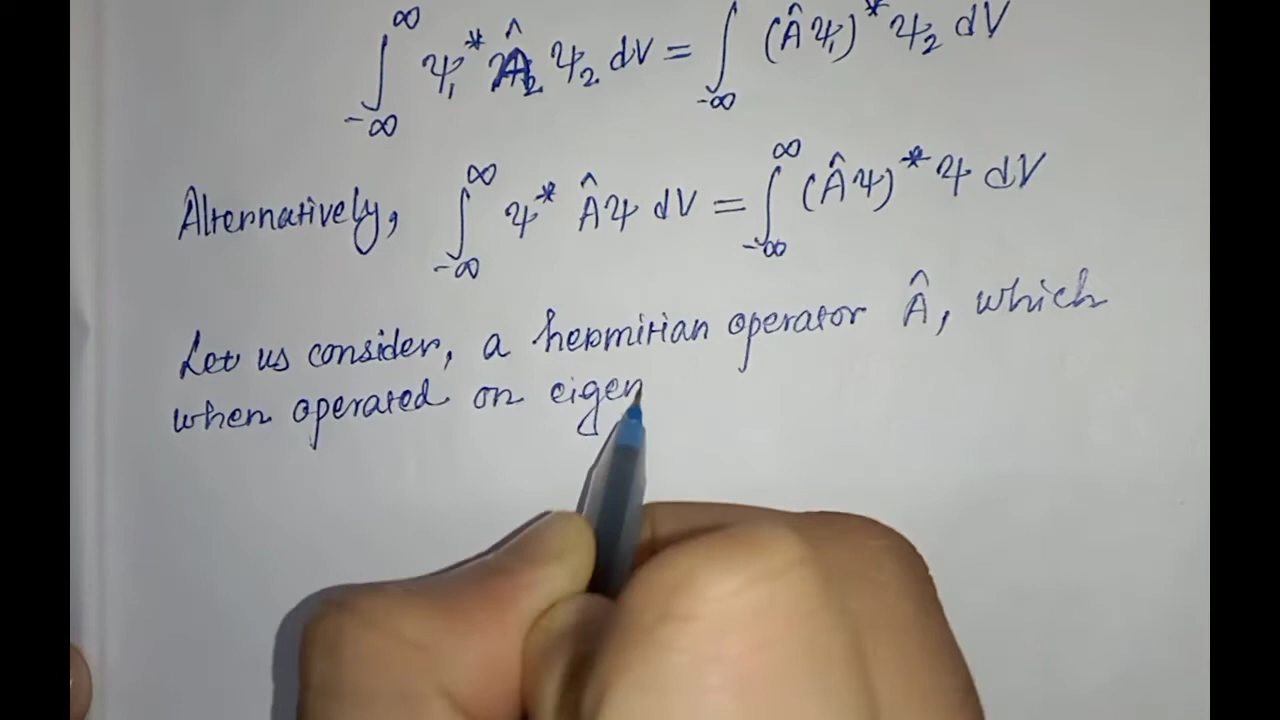 ∫_{-∞}^{∞} ψ₁* Â₂ ψ₂ dV = ∫_{-∞} (Âψ₁)* ψ₂ dV
Alternatively, ∫_{-∞}^{∞} ψ* Âψ dV = ∫_{-∞}^{∞} (Âψ)* ψ dV
Let us consider, a hermitian operator Â, which
when operated on eigen